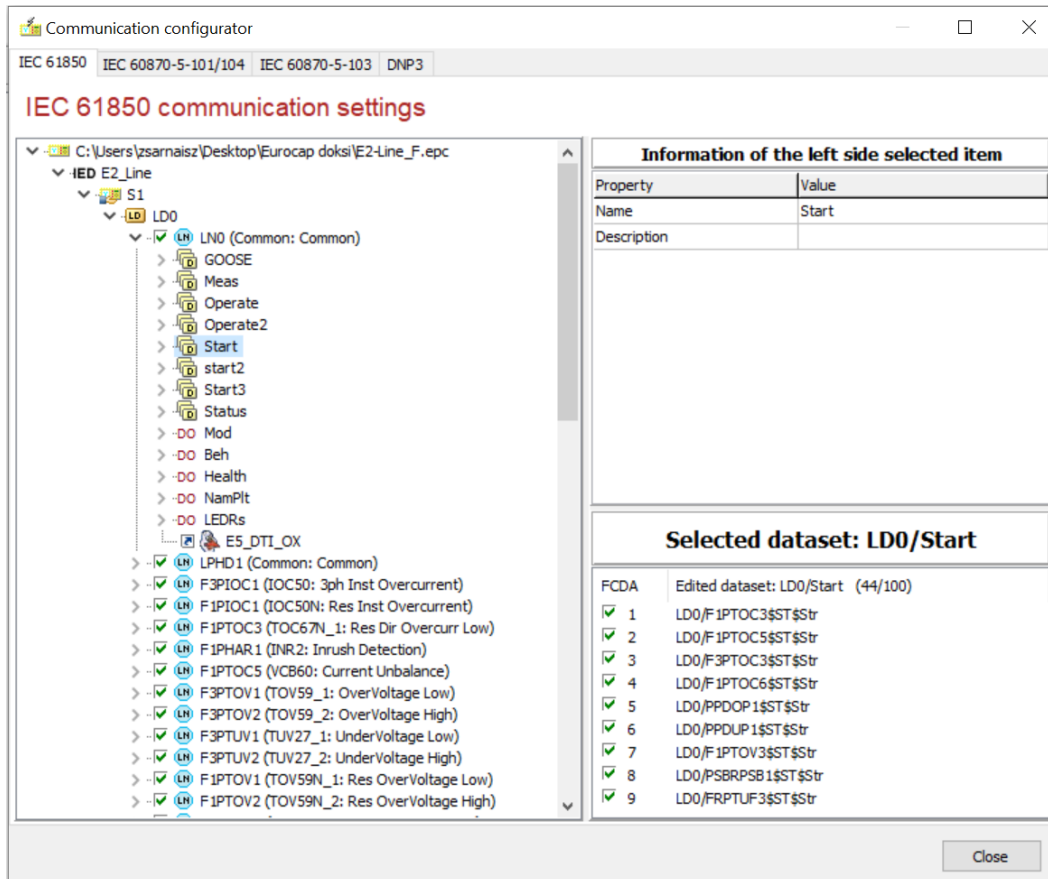 Communication configurator
IEC 61850 IEC 60870-5-101/104 IEC 60870-5-103 DNP3
IEC 61850 communication settings
C:\Users\zsarnaisz\Desktop\Eurocap doksi\E2-Line_F.epc
IED E2_Line
S1
LD LD0
LN LN0 (Common: Common)
D GOOSE
D Meas
D Operate
D Operate2
D Start
D start2
D Start3
D Status
DO Mod
DO Beh
DO Health
DO NamPlt
DO LEDRs
E5_DTI_OX
LN LPHD1 (Common: Common)
LN F3PIOC1 (IOC50: 3ph Inst Overcurrent)
LN F1PIOC1 (IOC50N: Res Inst Overcurrent)
LN F1PTOC3 (TOC67N_1: Res Dir Overcurr Low)
LN F1PHAR1 (INR2: Inrush Detection)
LN F1PTOC5 (VCB60: Current Unbalance)
LN F3PTOV1 (TOV59_1: OverVoltage Low)
LN F3PTOV2 (TOV59_2: OverVoltage High)
LN F3PTUV1 (TUV27_1: UnderVoltage Low)
LN F3PTUV2 (TUV27_2: UnderVoltage High)
LN F1PTOV1 (TOV59N_1: Res OverVoltage Low)
LN F1PTOV2 (TOV59N_2: Res OverVoltage High)
Information of the left side selected item
Property Value
Name Start
Description
Selected dataset: LD0/Start
FCDA Edited dataset: LD0/Start (44/100)
1 LD0/F1PTOC3$ST$Str
2 LD0/F1PTOC5$ST$Str
3 LD0/F3PTOC3$ST$Str
4 LD0/F1PTOC6$ST$Str
5 LD0/PPDOP1$ST$Str
6 LD0/PPDUP1$ST$Str
7 LD0/F1PTOV3$ST$Str
8 LD0/PSBRPSB1$ST$Str
9 LD0/FRPTUF3$ST$Str
Close